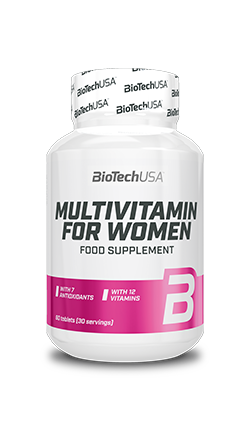 BioTechUSA
BioTechUSA
BioTechUSA
BioTechUSA
BioTechUSA
MULTIVITAMIN
FOR WOMEN
FOOD SUPPLEMENT
WITH 7
ANTIOXIDANTS
WITH 12
VITAMINS
B
60 tablets (30 servings)